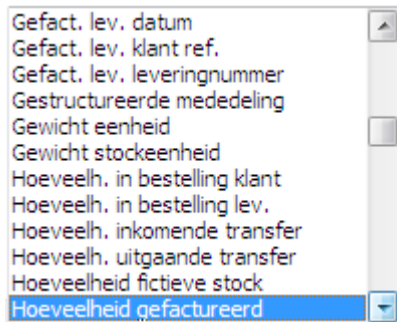 Gefact. lev. datum
Gefact. lev. klant ref.
Gefact. lev. leveringnummer
Gestructureerde mededeling
Gewicht eenheid
Gewicht stockeenheid
Hoeveelh. in bestelling klant
Hoeveelh. in bestelling lev.
Hoeveelh. inkomende transfer
Hoeveelh. uitgaande transfer
Hoeveelheid fictieve stock
Hoeveelheid gefactureerd